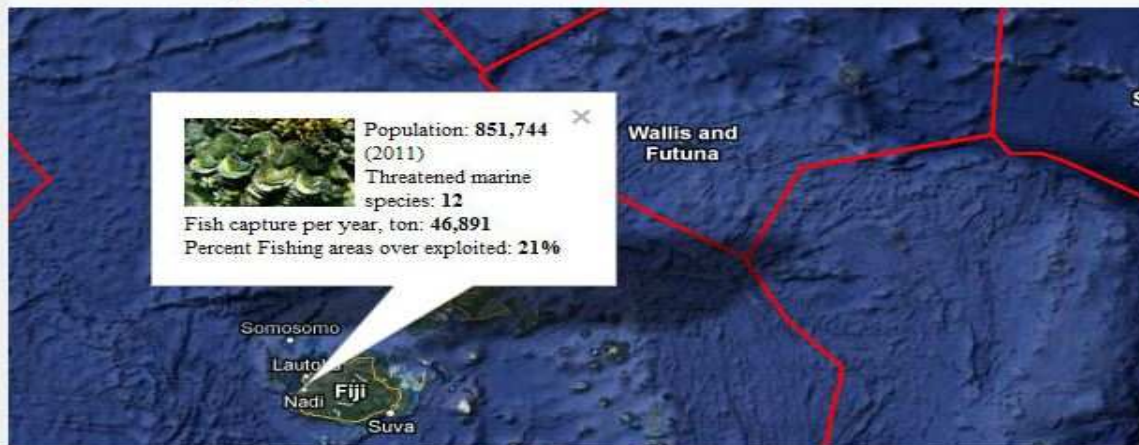 Population: 851,744
(2011)
Threatened marine
species: 12
Fish capture per year, ton: 46,891
Percent Fishing areas over exploited: 21%
Wallis and
Futuna
Somosomo
Nadi
Fiji
Suva